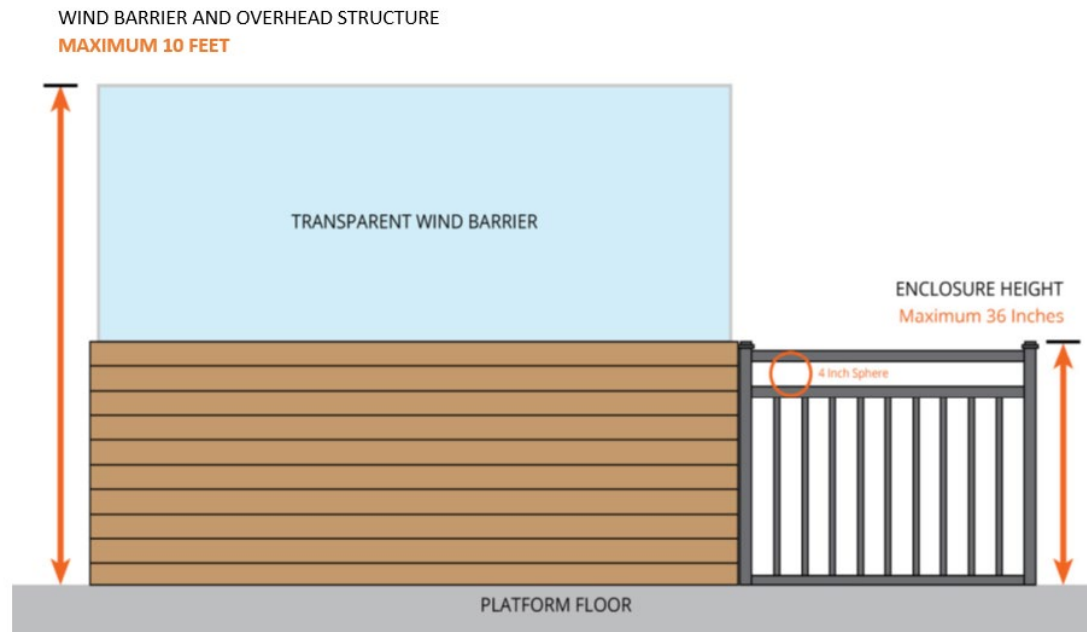 WIND BARRIER AND OVERHEAD STRUCTURE
MAXIMUM 10 FEET
TRANSPARENT WIND BARRIER
ENCLOSURE HEIGHT
Maximum 36 Inches
4 Inch Sphere
PLATFORM FLOOR